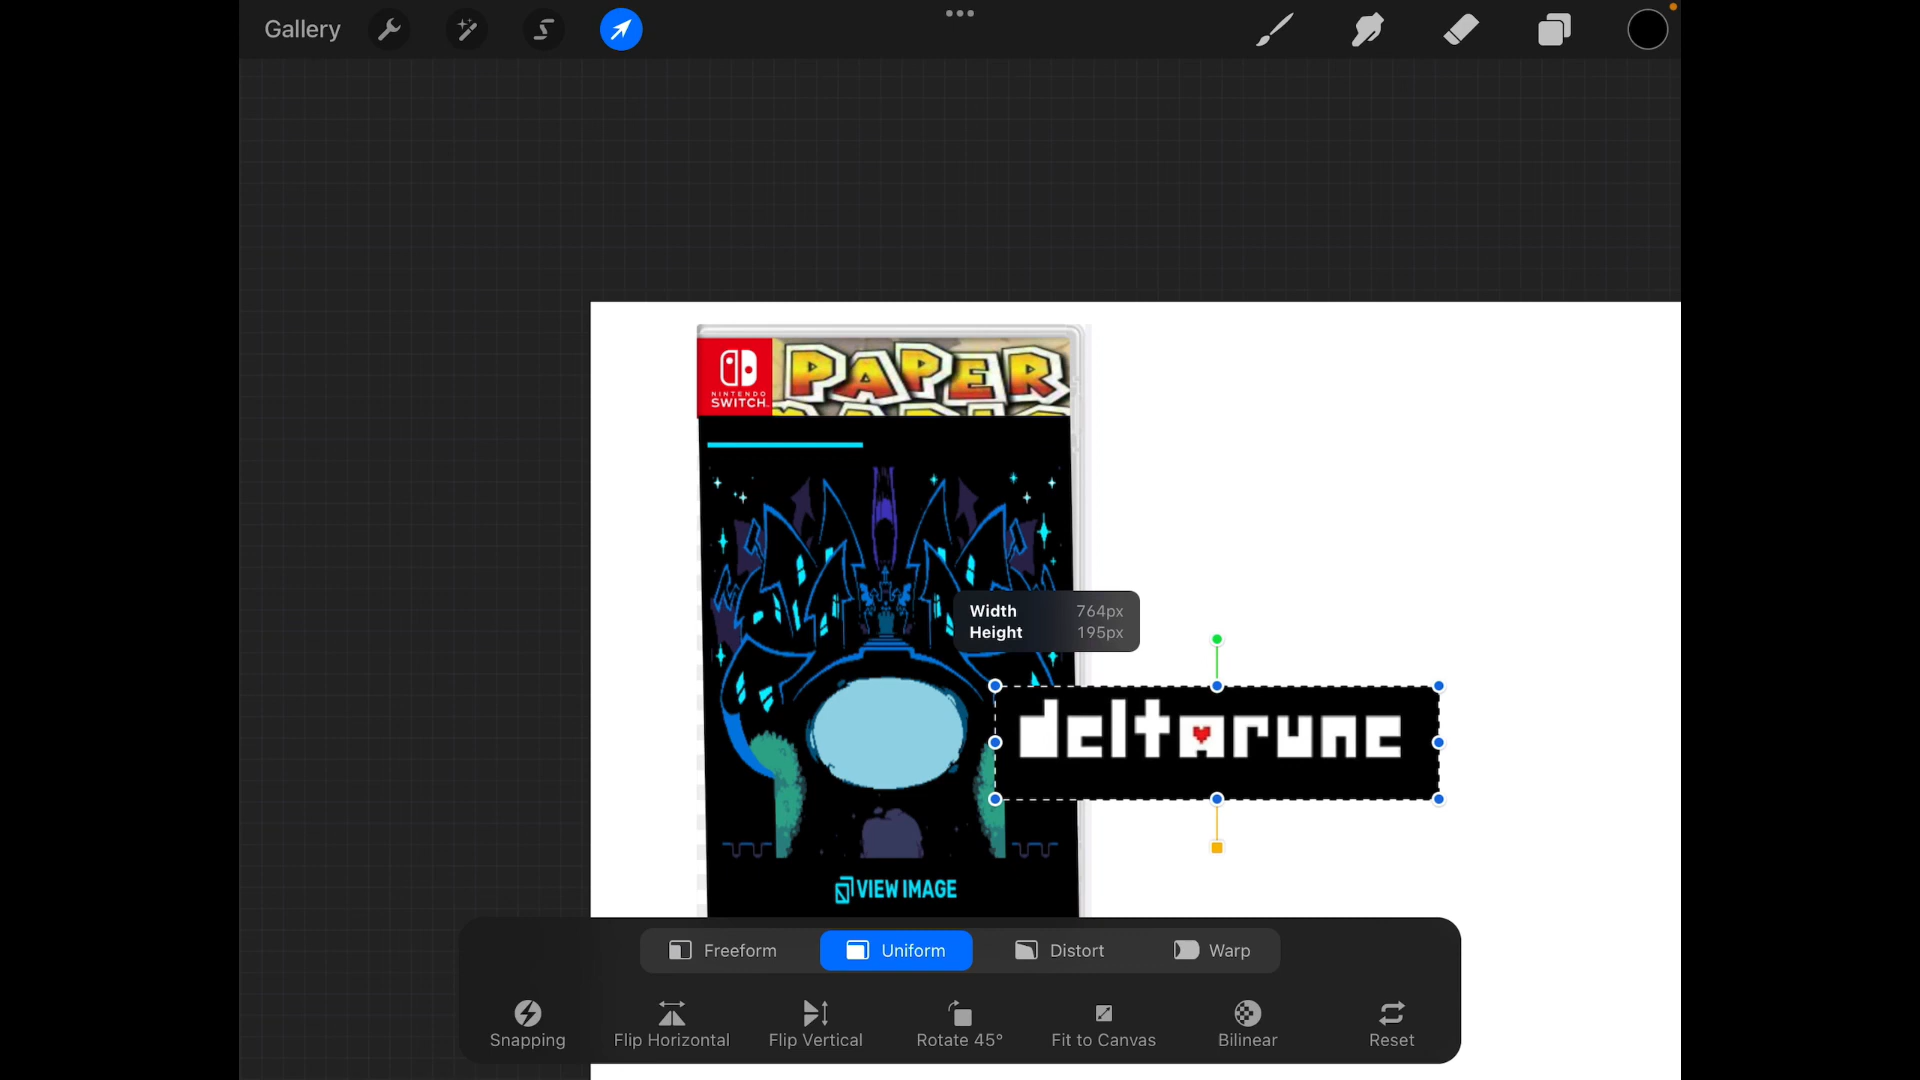 Gallery
PAPER
NINTENDO
SWITCH
Width 764px
Height 195px
deltarune
VIEW IMAGE
Freeform Uniform Distort Warp
Snapping Flip Horizontal Flip Vertical Rotate 45° Fit to Canvas Bilinear Reset